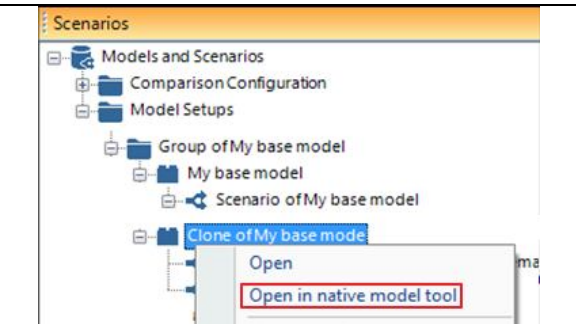 Scenarios
Models and Scenarios
Comparison Configuration
Model Setups
Group of My base model
My base model
Scenario of My base model
Clone of My base mode
Open
ma
Open in native model tool